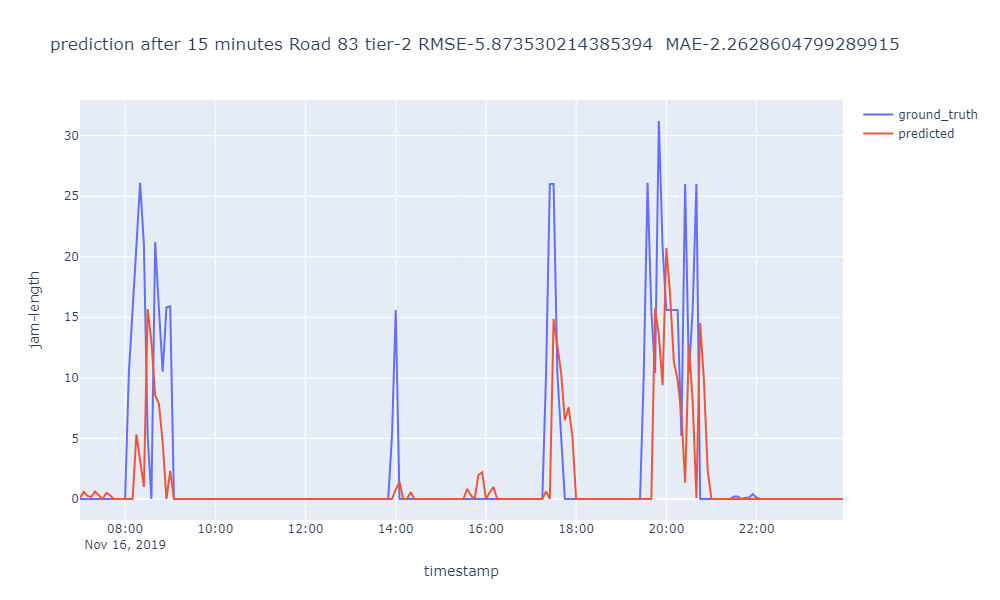 prediction after 15 minutes Road 83 tier-2 RMSE-5.873530214385394  MAE-2.2628604799289915
ground_truth
predicted
30
25
20
15
10
5
0
jam-length
08:00 10:00 12:00 14:00 16:00 18:00 20:00 22:00
Nov 16, 2019
timestamp